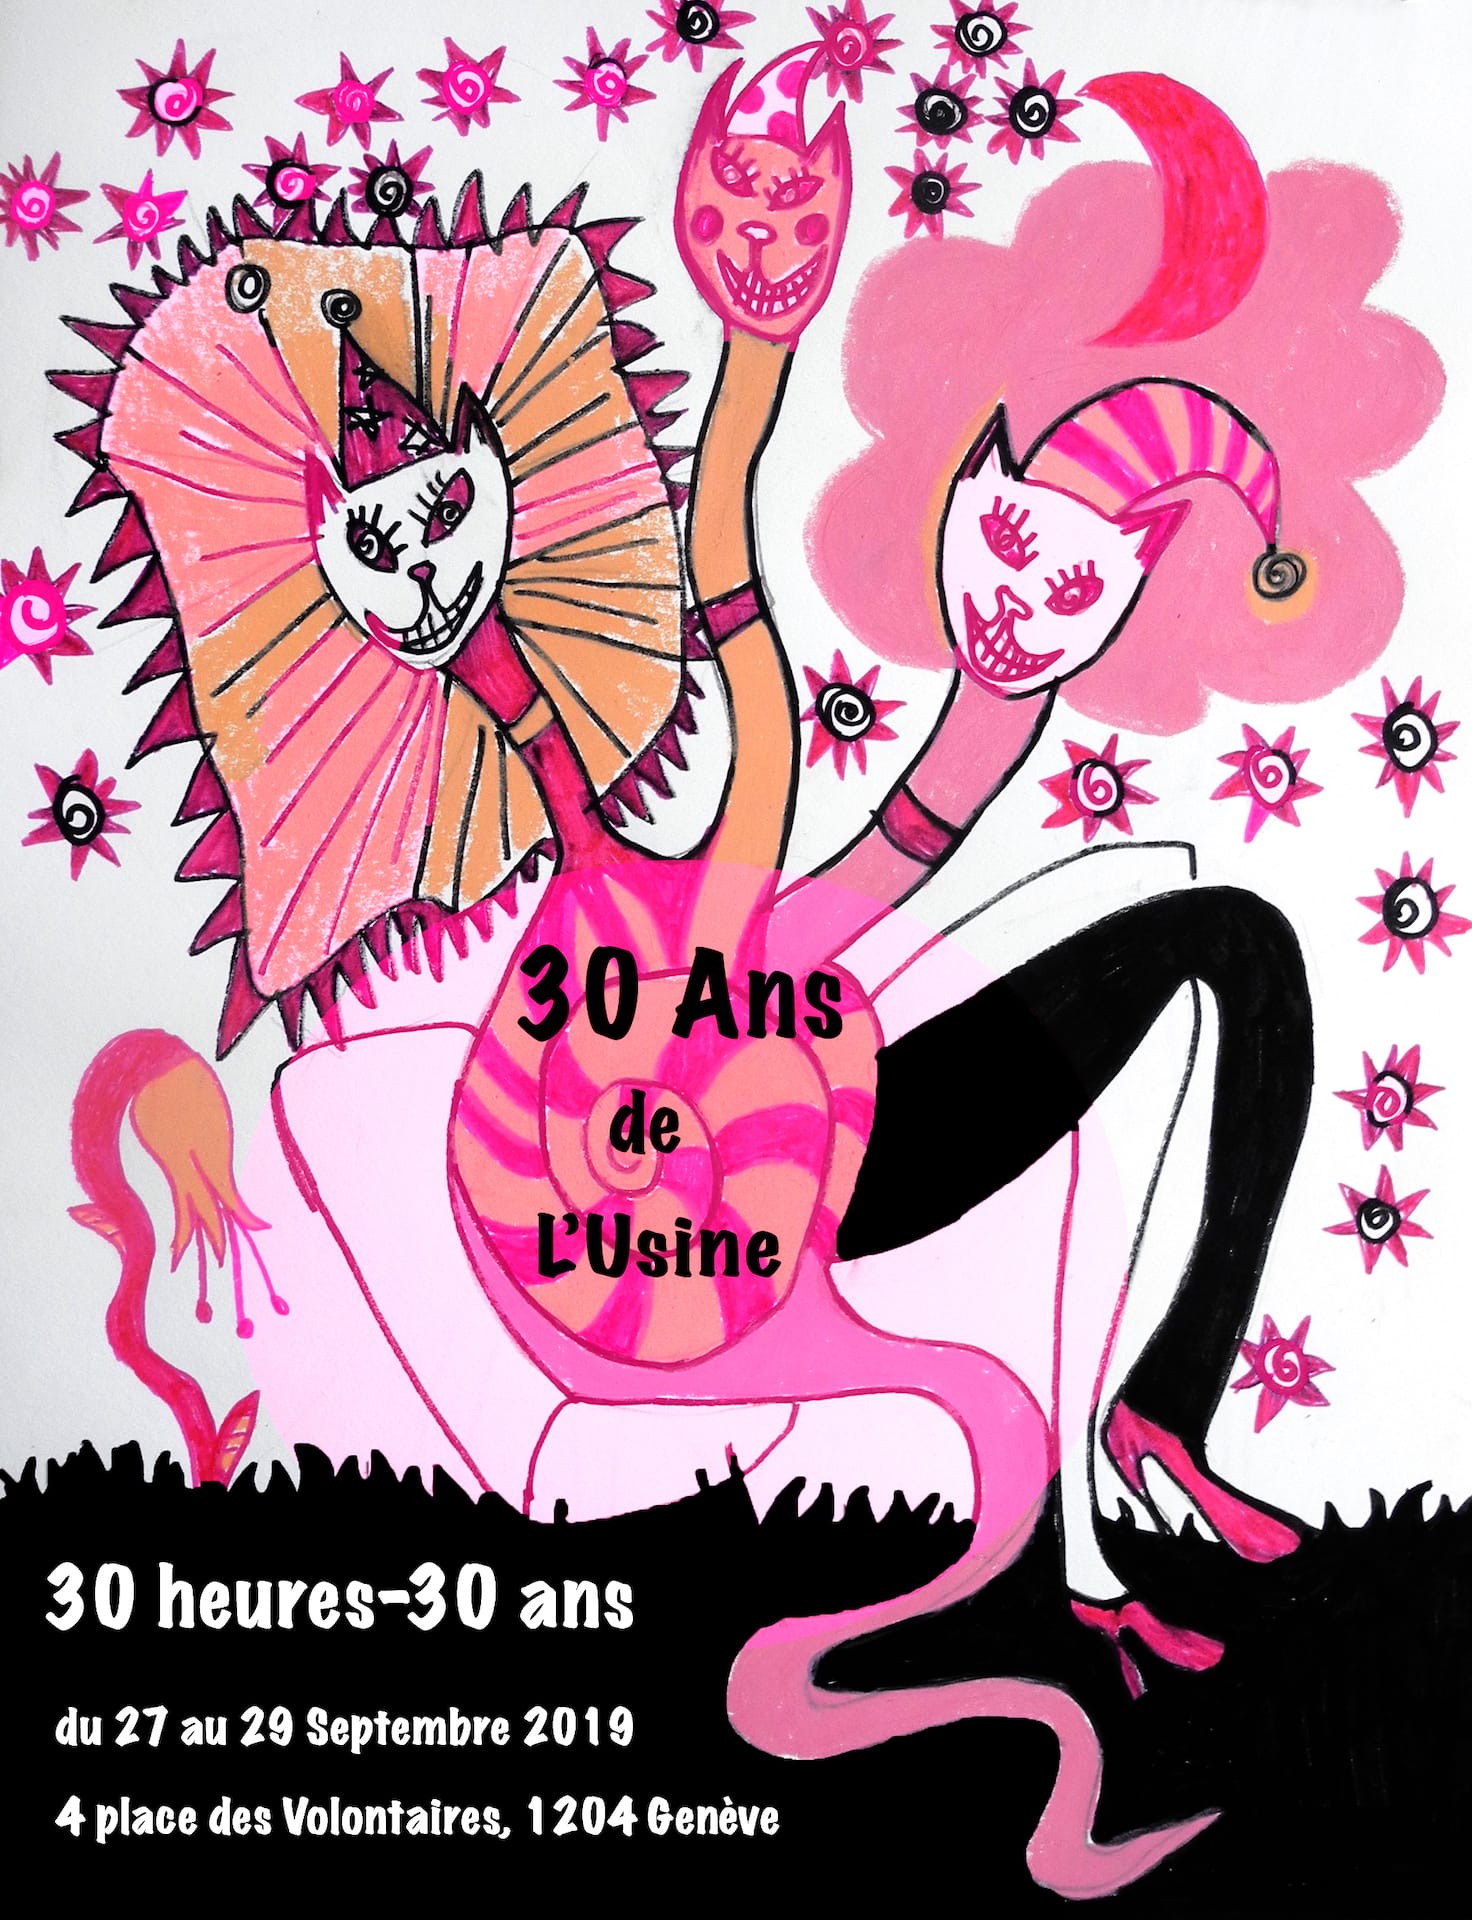 30 Ans
de
L'Usine
30 heures-30 ans
du 27 au 29 Septembre 2019
4 place des Volontaires, 1204 Genève